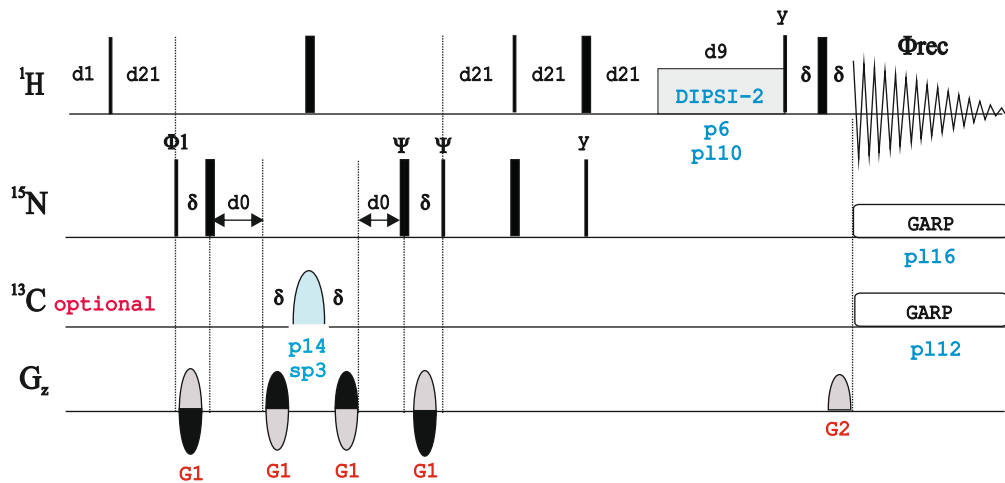 y
Φrec
d9
¹H
d1
d21
d21
d21
d21
δ
δ
DIPSI-2
p6
pl10
Φ1
Ψ
Ψ
y
¹⁵N
δ
d0
d0
δ
GARP
pl16
¹³C
optional
δ
δ
GARP
p14
sp3
pl12
G_z
G1
G1
G1
G1
G2